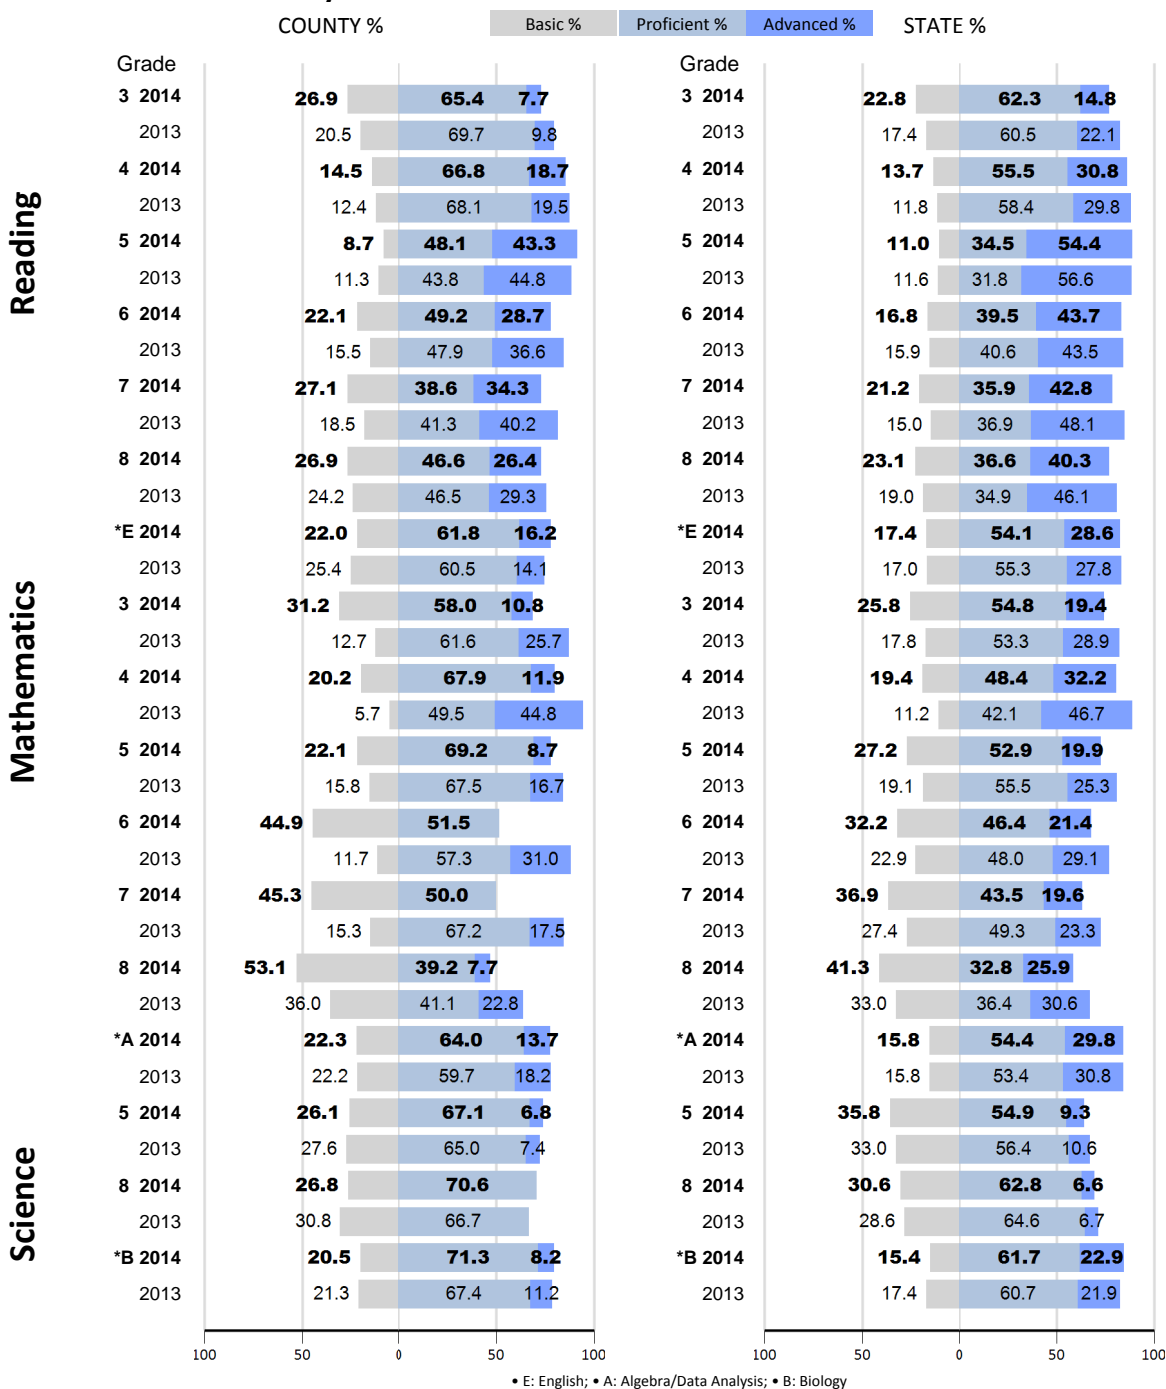 COUNTY %
Basic % Proficient % Advanced %
STATE %
Grade Grade
3 2014 26.9 65.4 7.7 3 2014 22.8 62.3 14.8
2013 20.5 69.7 9.8 2013 17.4 60.5 22.1
4 2014 14.5 66.8 18.7 4 2014 13.7 55.5 30.8
2013 12.4 68.1 19.5 2013 11.8 58.4 29.8
5 2014 8.7 48.1 43.3 5 2014 11.0 34.5 54.4
2013 11.3 43.8 44.8 2013 11.6 31.8 56.6
6 2014 22.1 49.2 28.7 6 2014 16.8 39.5 43.7
2013 15.5 47.9 36.6 2013 15.9 40.6 43.5
7 2014 27.1 38.6 34.3 7 2014 21.2 35.9 42.8
2013 18.5 41.3 40.2 2013 15.0 36.9 48.1
8 2014 26.9 46.6 26.4 8 2014 23.1 36.6 40.3
2013 24.2 46.5 29.3 2013 19.0 34.9 46.1
*E 2014 22.0 61.8 16.2 *E 2014 17.4 54.1 28.6
2013 25.4 60.5 14.1 2013 17.0 55.3 27.8
Reading
3 2014 31.2 58.0 10.8 3 2014 25.8 54.8 19.4
2013 12.7 61.6 25.7 2013 17.8 53.3 28.9
4 2014 20.2 67.9 11.9 4 2014 19.4 48.4 32.2
2013 5.7 49.5 44.8 2013 11.2 42.1 46.7
5 2014 22.1 69.2 8.7 5 2014 27.2 52.9 19.9
2013 15.8 67.5 16.7 2013 19.1 55.5 25.3
6 2014 44.9 51.5 6 2014 32.2 46.4 21.4
2013 11.7 57.3 31.0 2013 22.9 48.0 29.1
7 2014 45.3 50.0 7 2014 36.9 43.5 19.6
2013 15.3 67.2 17.5 2013 27.4 49.3 23.3
8 2014 53.1 39.2 7.7 8 2014 41.3 32.8 25.9
2013 36.0 41.1 22.8 2013 33.0 36.4 30.6
*A 2014 22.3 64.0 13.7 *A 2014 15.8 54.4 29.8
2013 22.2 59.7 18.2 2013 15.8 53.4 30.8
Mathematics
5 2014 26.1 67.1 6.8 5 2014 35.8 54.9 9.3
2013 27.6 65.0 7.4 2013 33.0 56.4 10.6
8 2014 26.8 70.6 8 2014 30.6 62.8 6.6
2013 30.8 66.7 2013 28.6 64.6 6.7
*B 2014 20.5 71.3 8.2 *B 2014 15.4 61.7 22.9
2013 21.3 67.4 11.2 2013 17.4 60.7 21.9
Science
100 50 0 50 100 100 50 0 50 100
• E: English; • A: Algebra/Data Analysis; • B: Biology